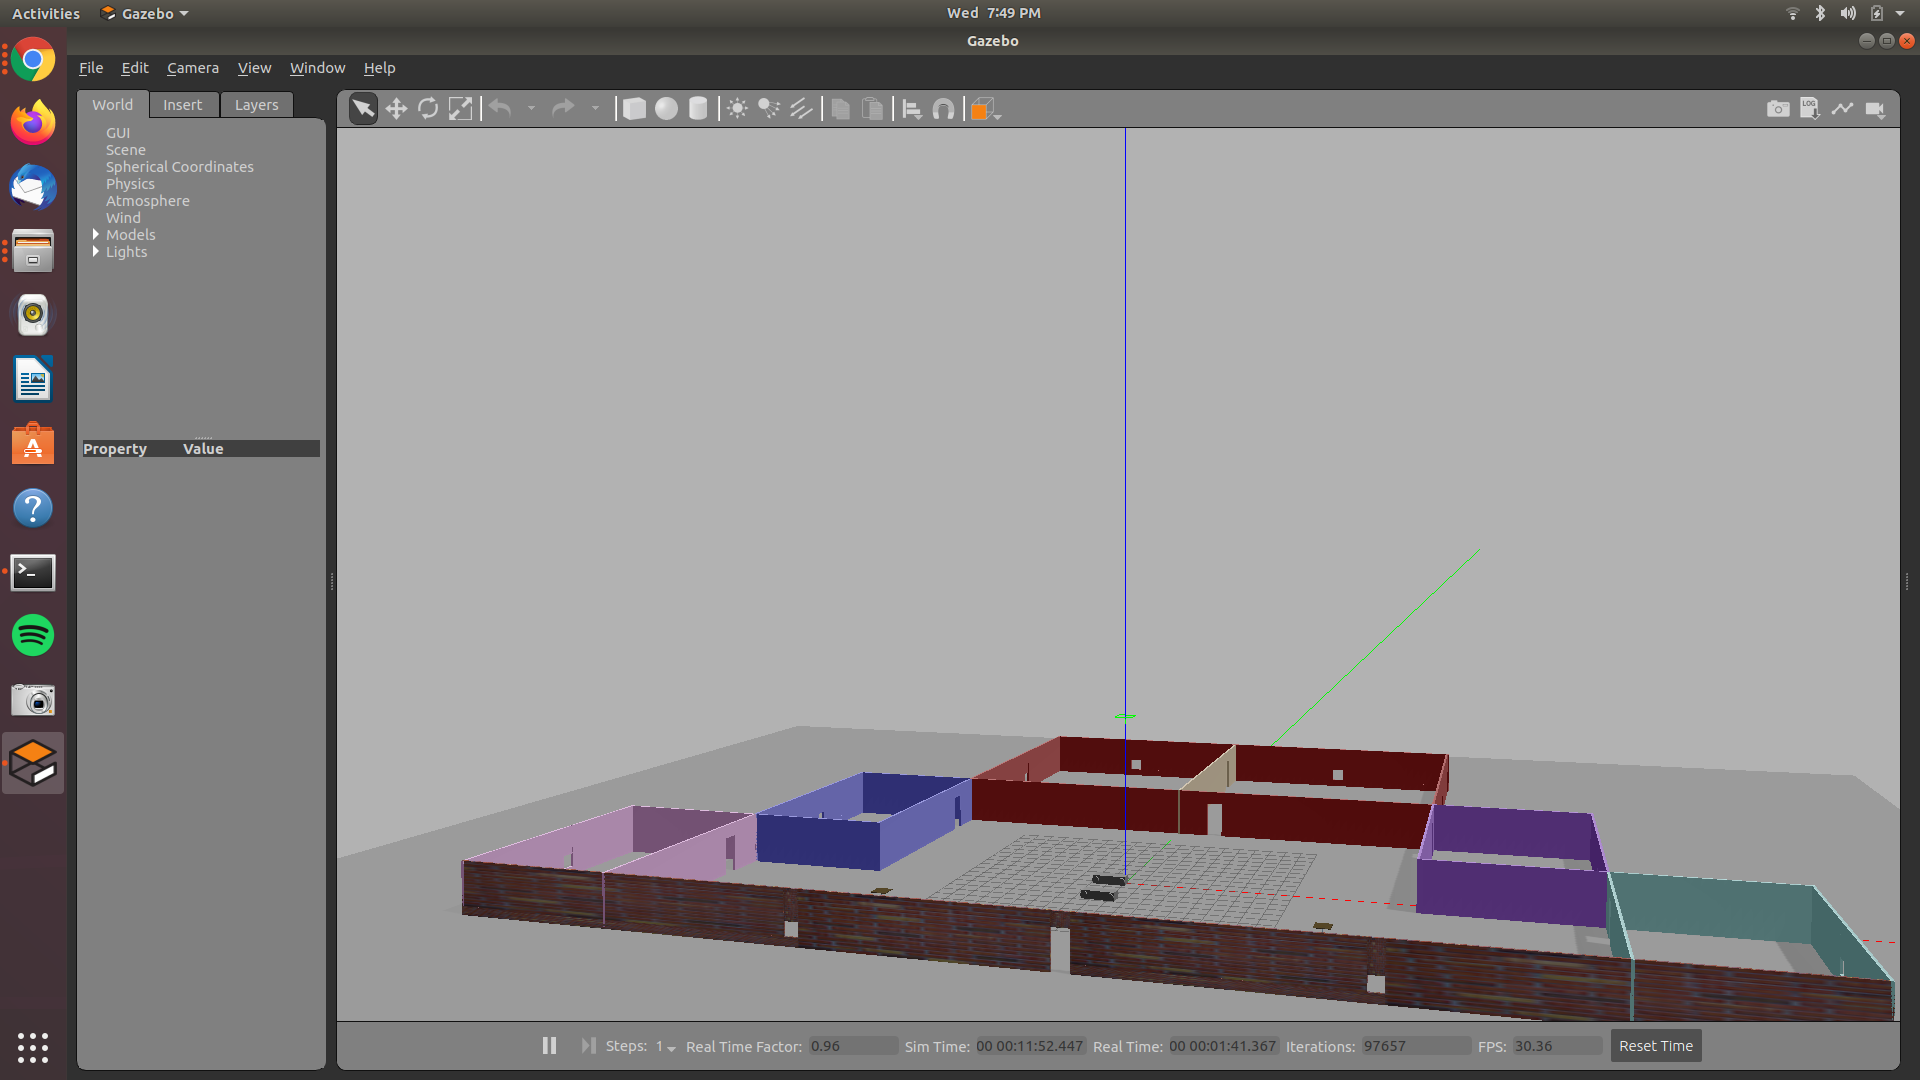 Activities Gazebo Wed 7:49 PM
Gazebo
File Edit Camera View Window Help
World Insert Layers
GUI
Scene
Spherical Coordinates
Physics
Atmosphere
Wind
Models
Lights
Property Value
LOG
Steps: 1 Real Time Factor: 0.96 Sim Time: 00 00:11:52.447 Real Time: 00 00:01:41.367 Iterations: 97657 FPS: 30.36 Reset Time